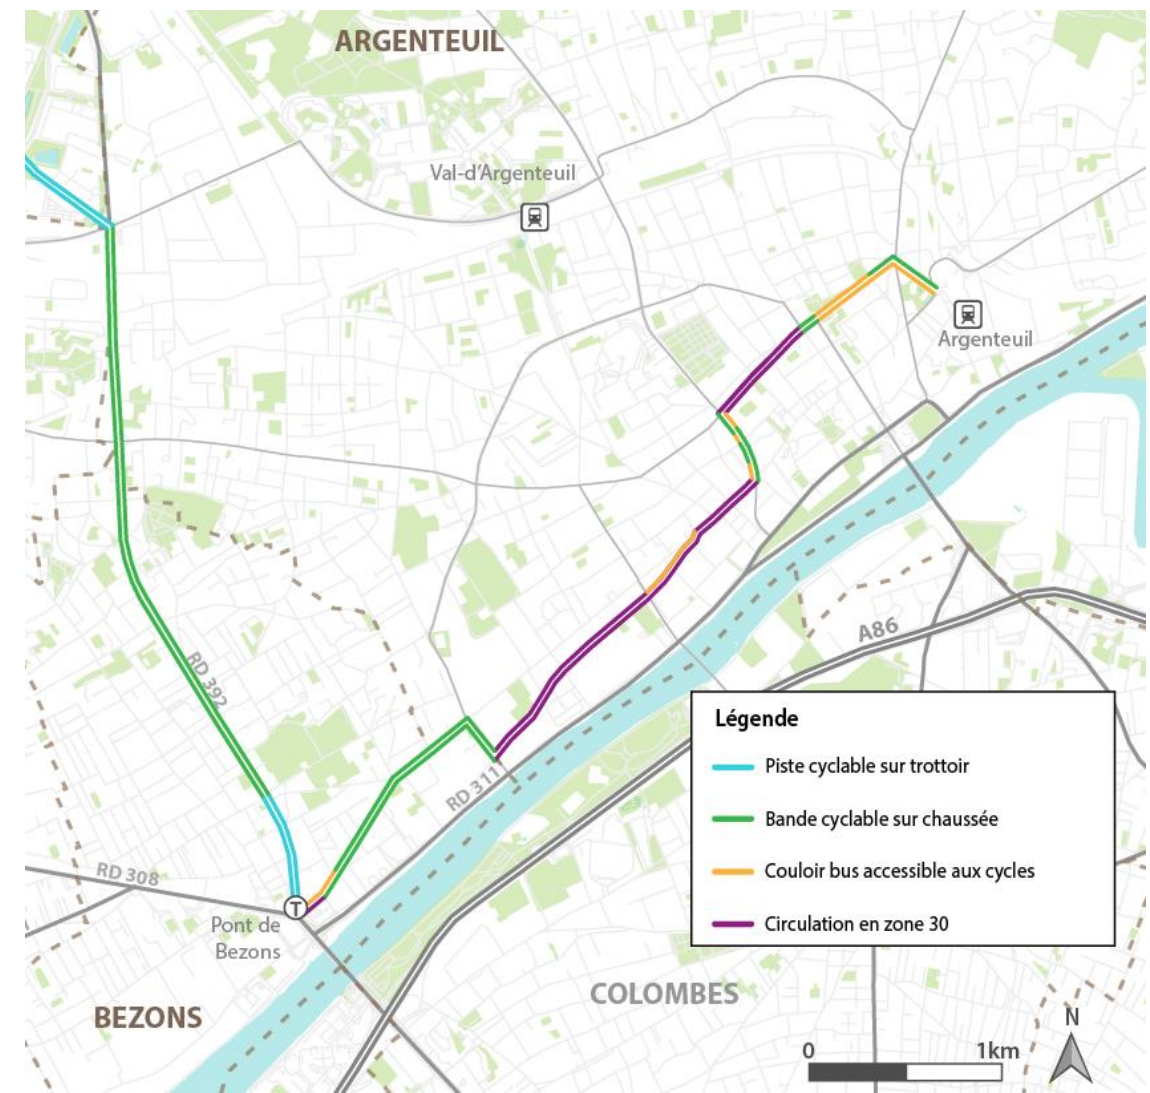 ARGENTEUIL
Val-d'Argenteuil
Argenteuil
A86
RD 392
Légende
Piste cyclable sur trottoir
RD 311
Bande cyclable sur chaussée
Couloir bus accessible aux cycles
RD 308
T
Circulation en zone 30
Pont de
Bezons
COLOMBES
BEZONS
N
0
1km